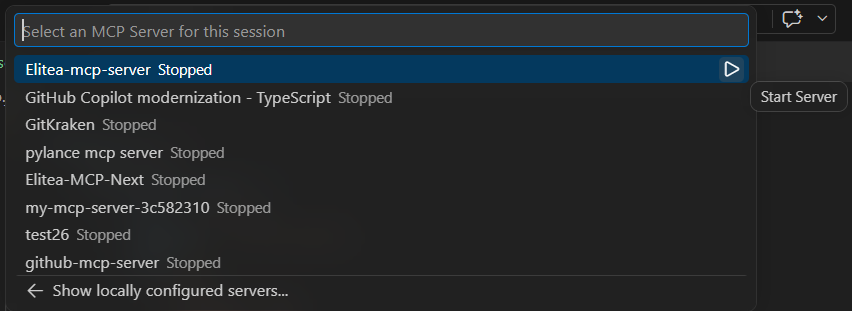 Select an MCP Server for this session
Elitea-mcp-server Stopped
Start Server
GitHub Copilot modernization - TypeScript Stopped
GitKraken Stopped
pylance mcp server Stopped
Elitea-MCP-Next Stopped
my-mcp-server-3c582310 Stopped
test26 Stopped
github-mcp-server Stopped
Show locally configured servers...